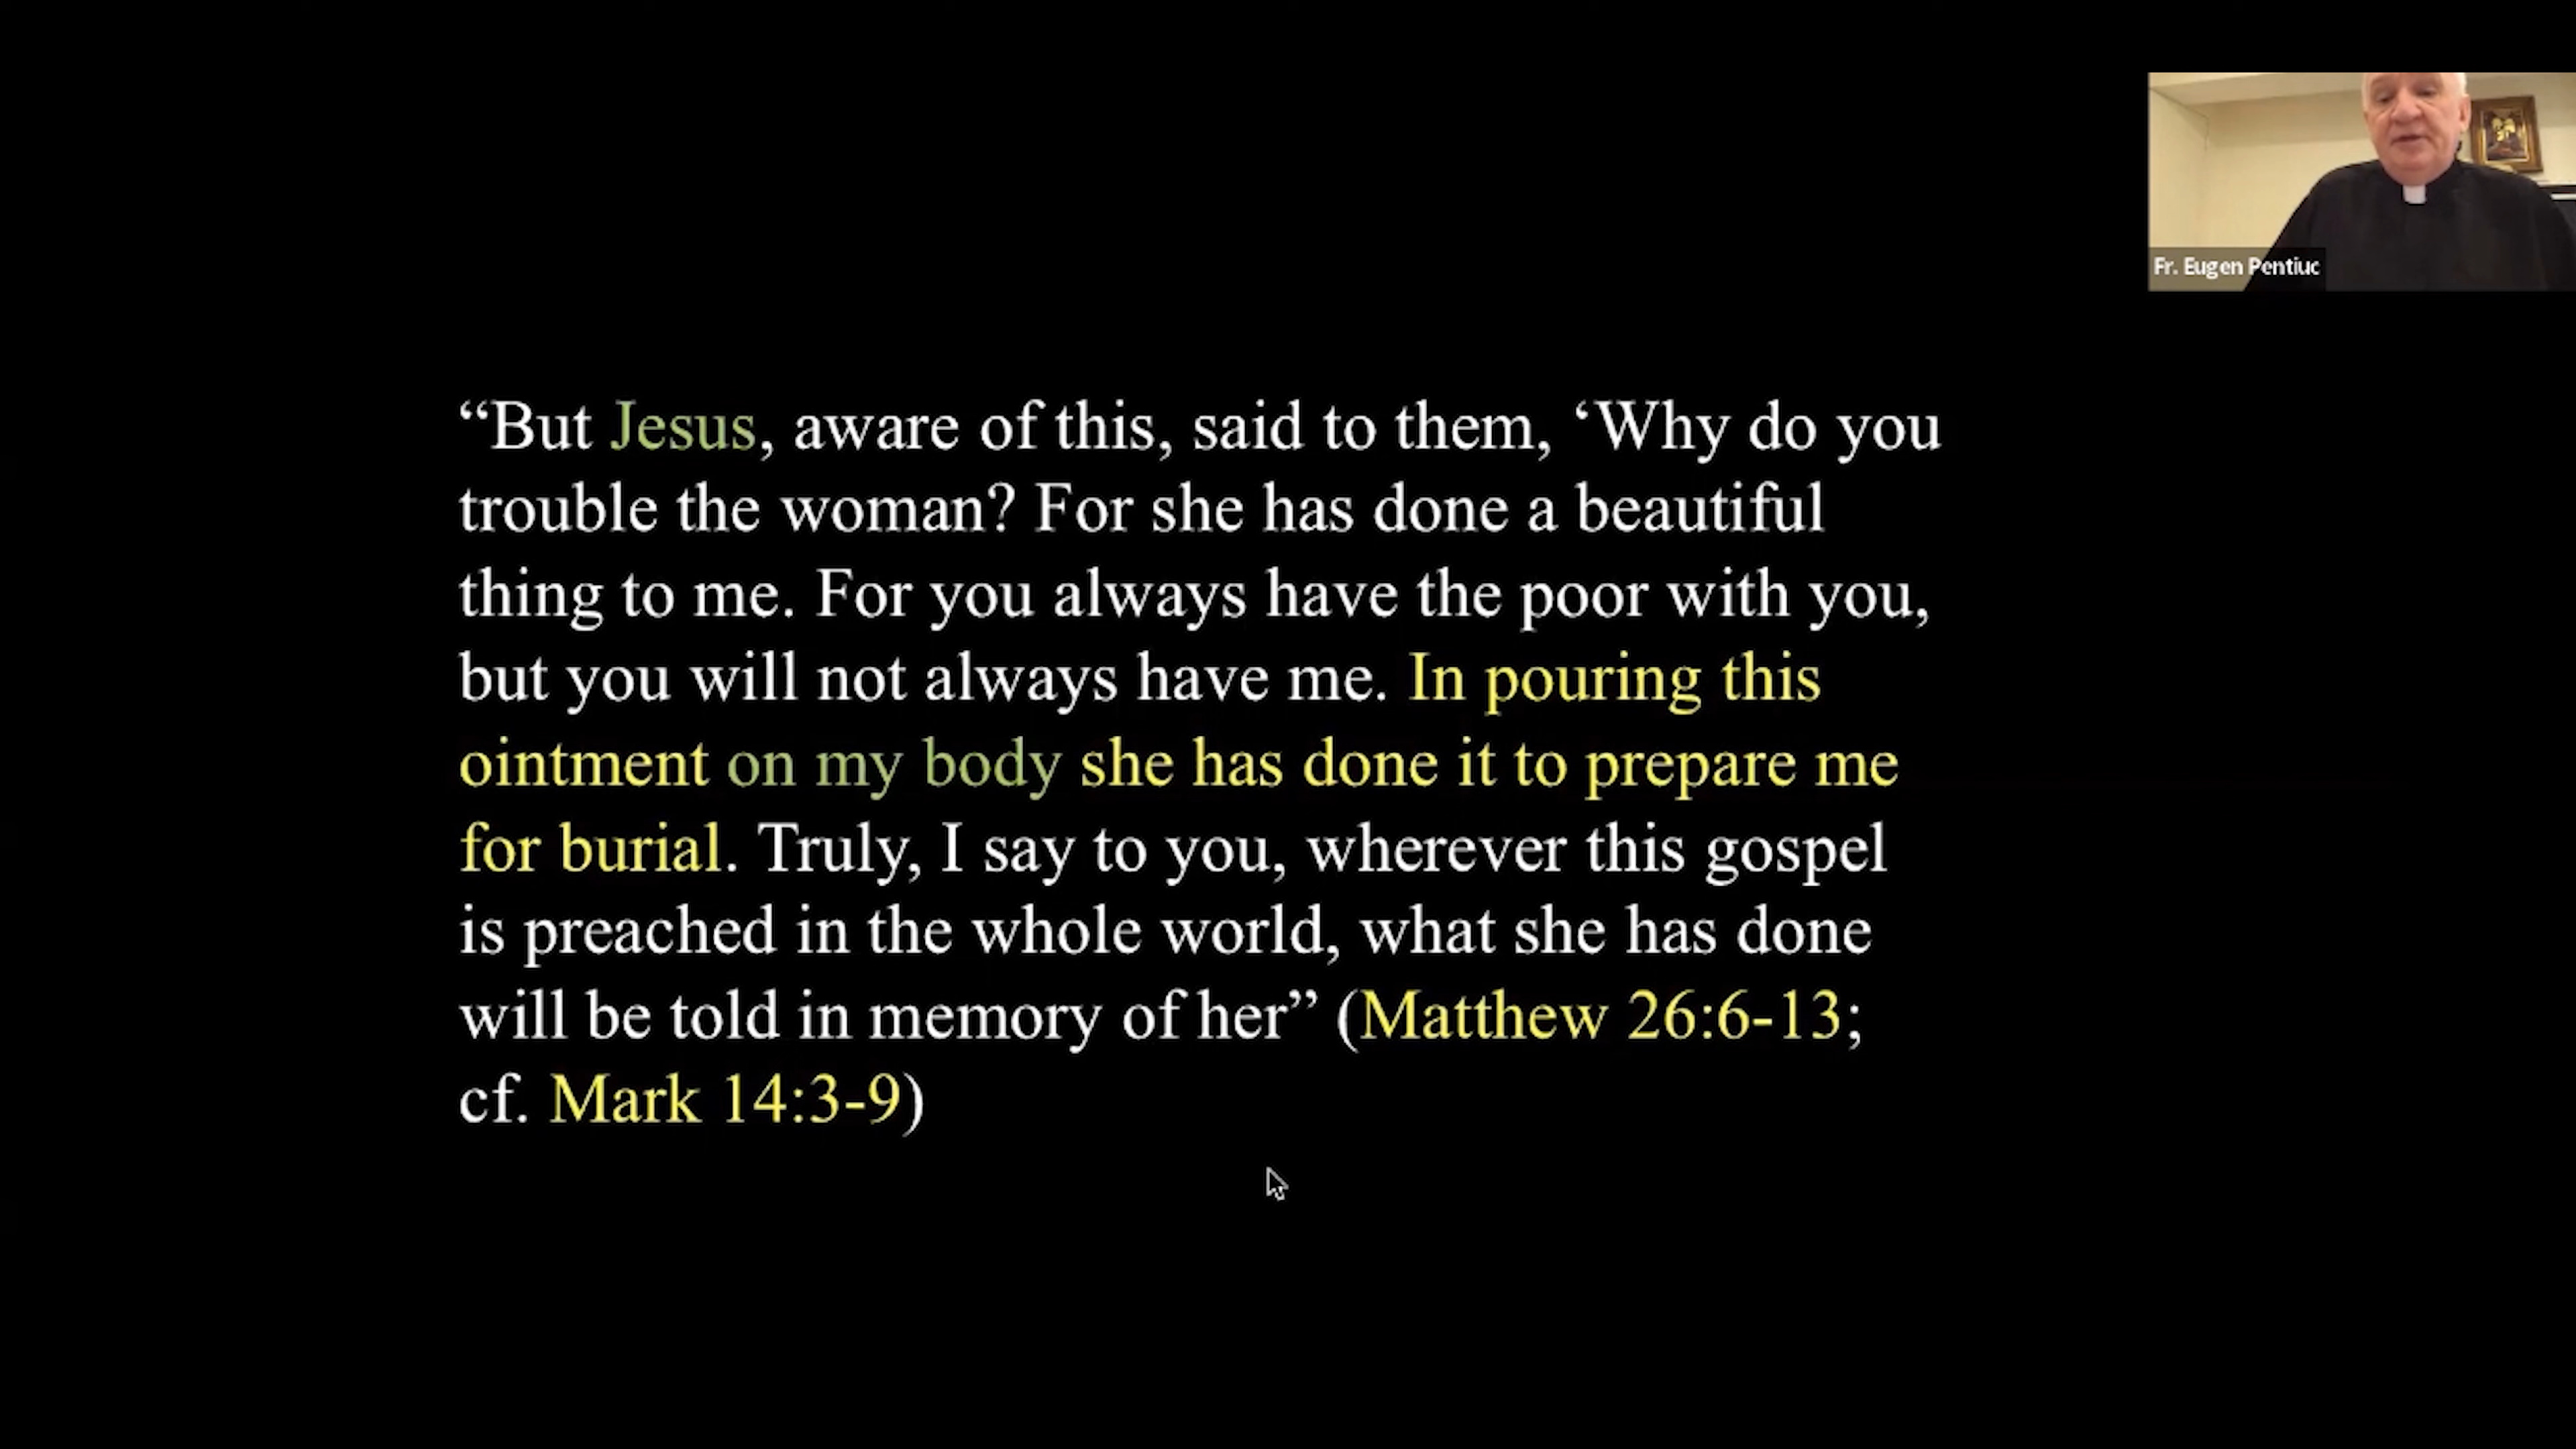 Fr. Eugen Pentiuc
“But Jesus, aware of this, said to them, ‘Why do you
trouble the woman? For she has done a beautiful
thing to me. For you always have the poor with you,
but you will not always have me. In pouring this
ointment on my body she has done it to prepare me
for burial. Truly, I say to you, wherever this gospel
is preached in the whole world, what she has done
will be told in memory of her” (Matthew 26:6-13;
cf. Mark 14:3-9)